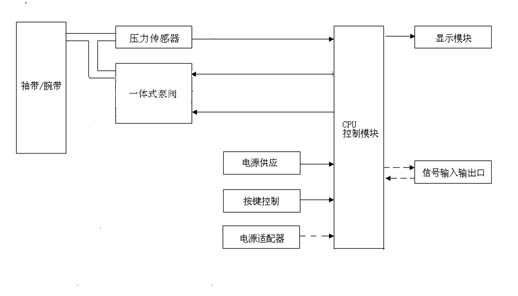 压力传感器
显示模块
袖带/腕带
一体式泵阀
CPU
控制模块
电源供应
信号输入输出口
按键控制
电源适配器